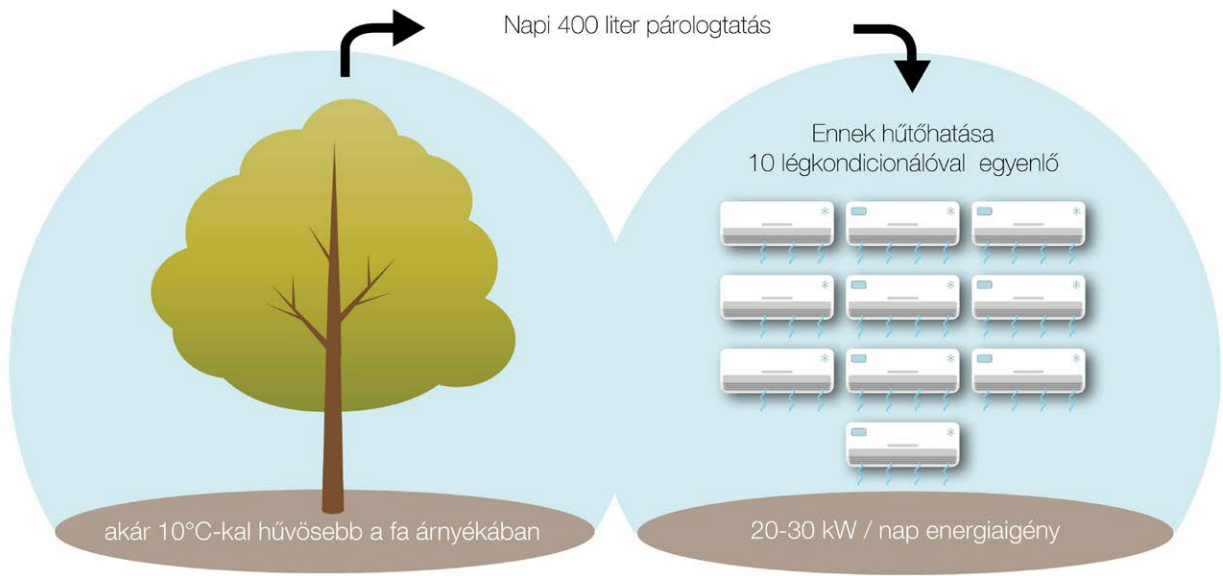 Napi 400 liter párologtatás
Ennek hűtőhatása
10 légkondicionálóval egyenlő
akár 10°C-kal hűvösebb a fa árnyékában
20-30 kW / nap energiaigény